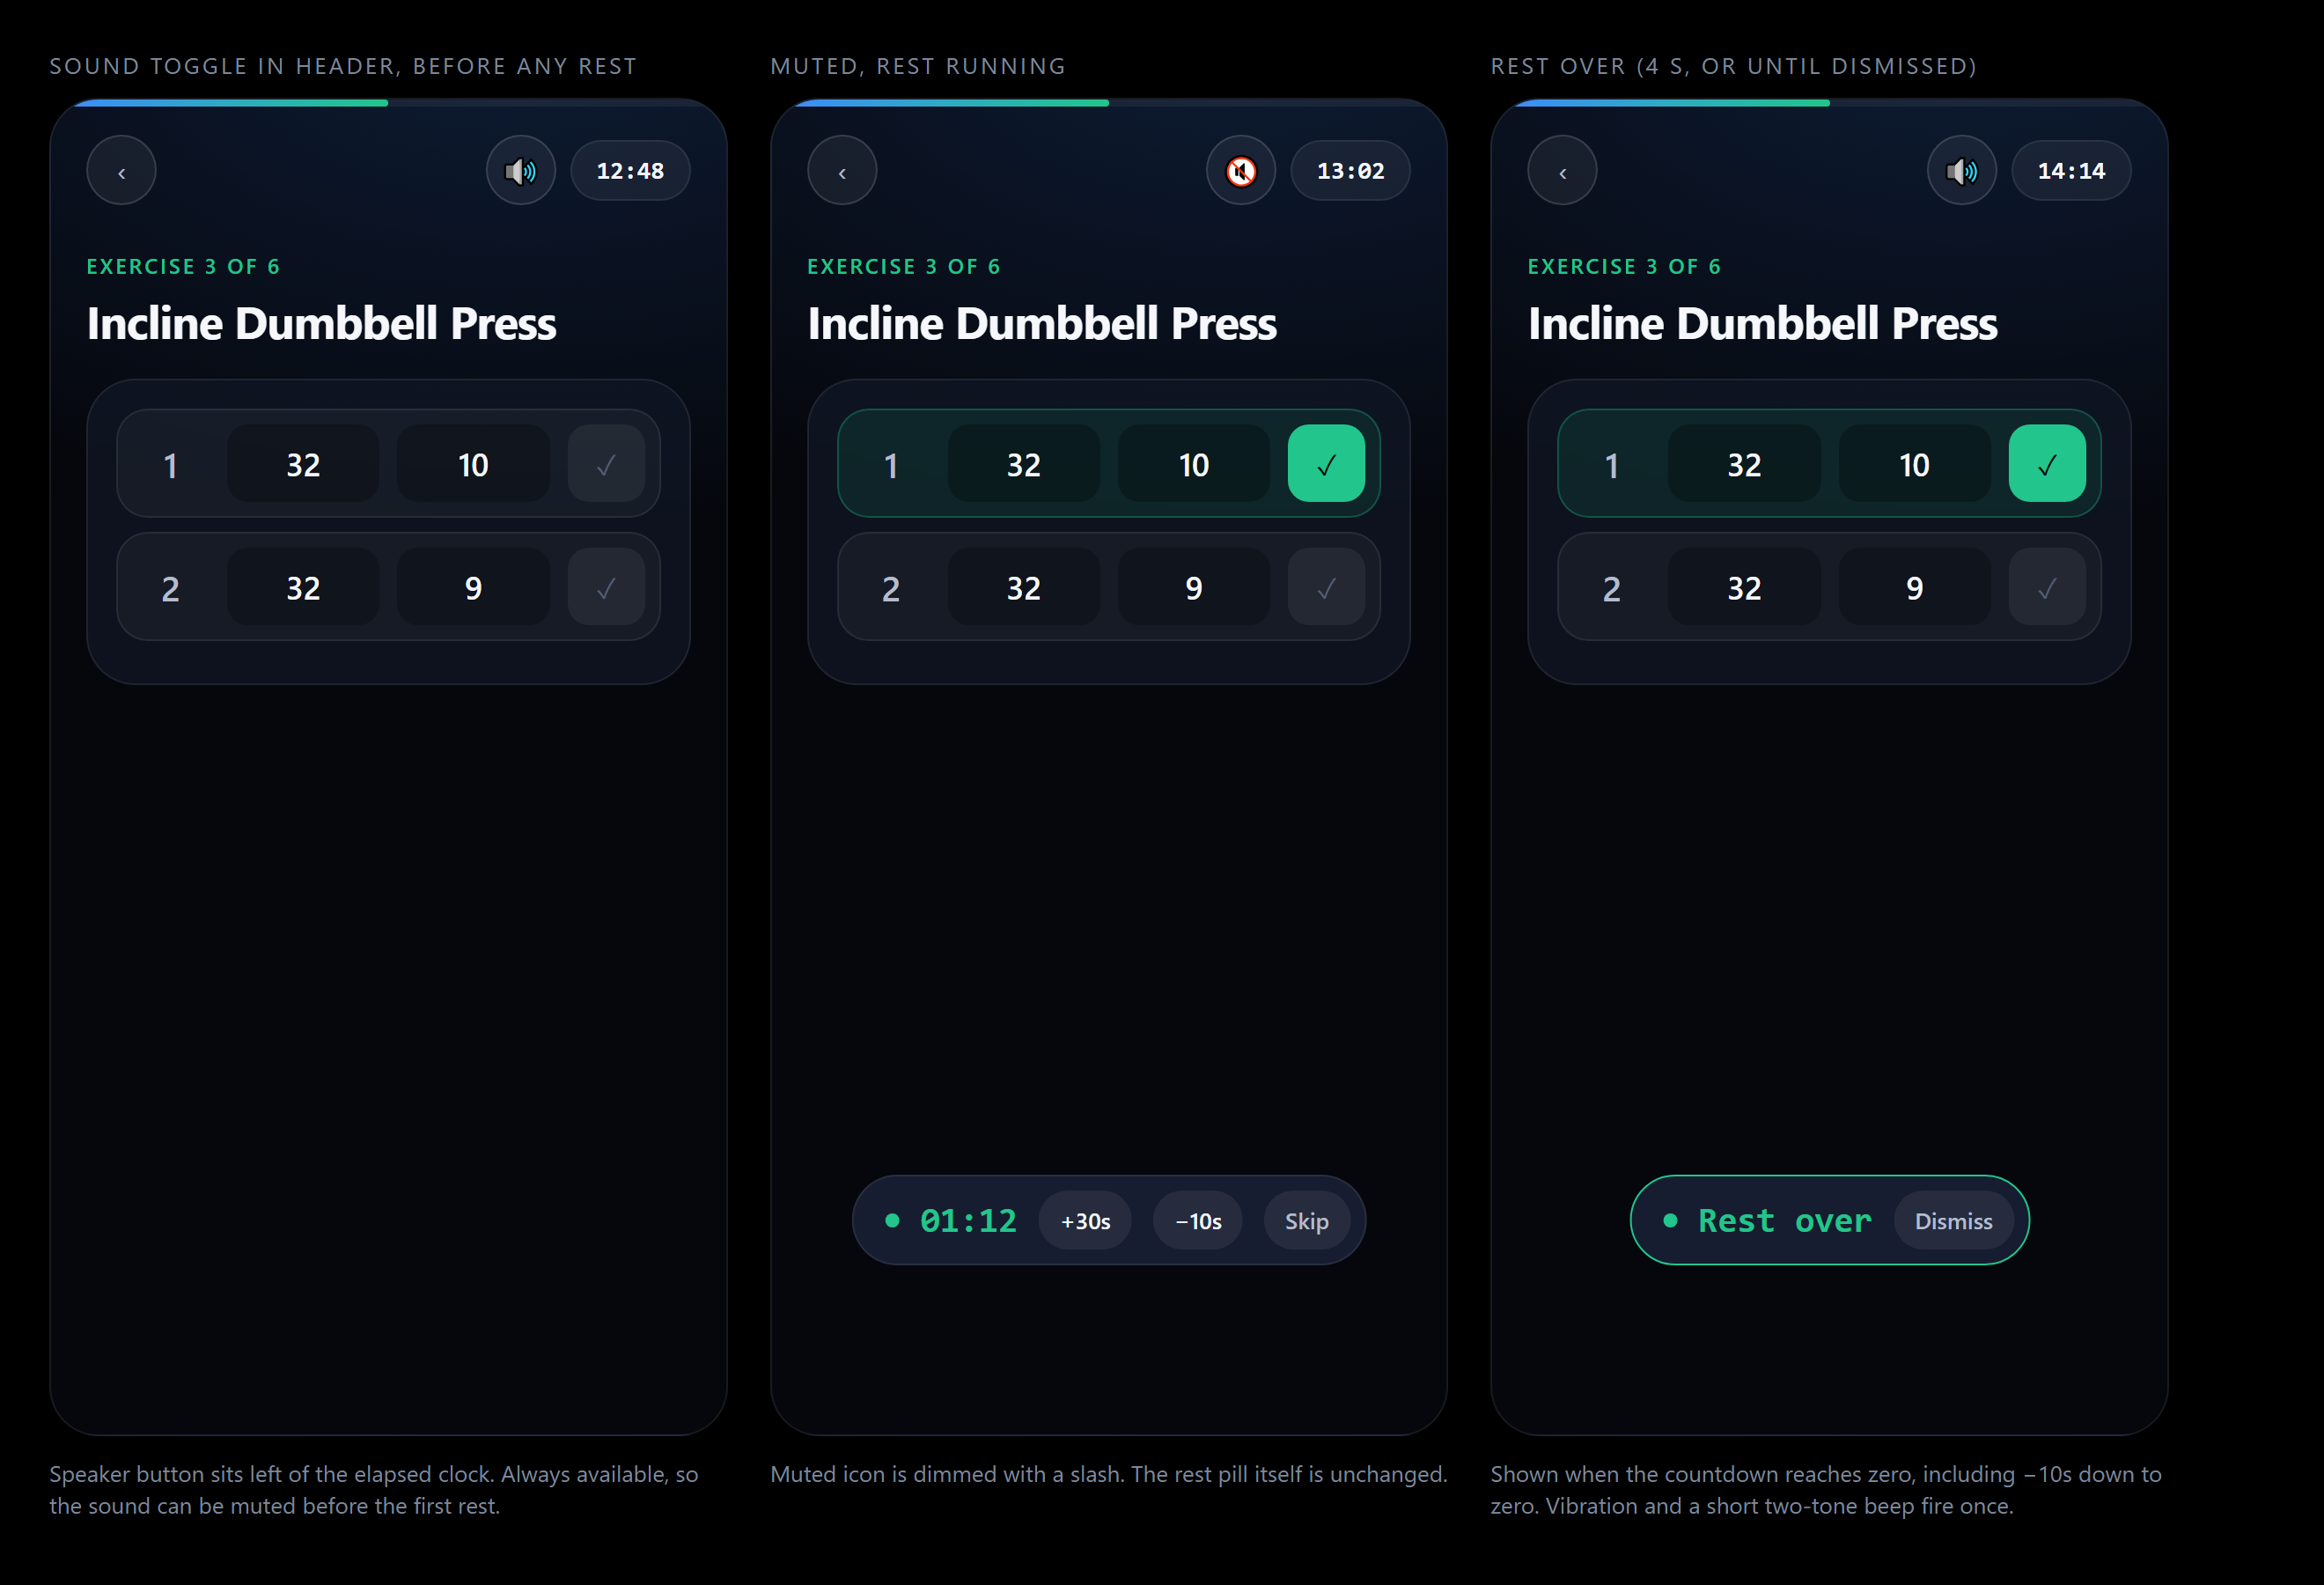 SOUND TOGGLE IN HEADER, BEFORE ANY REST
‹
12:48
EXERCISE 3 OF 6
Incline Dumbbell Press
1 32 10 ✓
2 32 9 ✓
Speaker button sits left of the elapsed clock. Always available, so
the sound can be muted before the first rest.
MUTED, REST RUNNING
‹
13:02
EXERCISE 3 OF 6
Incline Dumbbell Press
1 32 10 ✓
2 32 9 ✓
01:12 +30s −10s Skip
Muted icon is dimmed with a slash. The rest pill itself is unchanged.
REST OVER (4 S, OR UNTIL DISMISSED)
‹
14:14
EXERCISE 3 OF 6
Incline Dumbbell Press
1 32 10 ✓
2 32 9 ✓
Rest over Dismiss
Shown when the countdown reaches zero, including −10s down to
zero. Vibration and a short two-tone beep fire once.